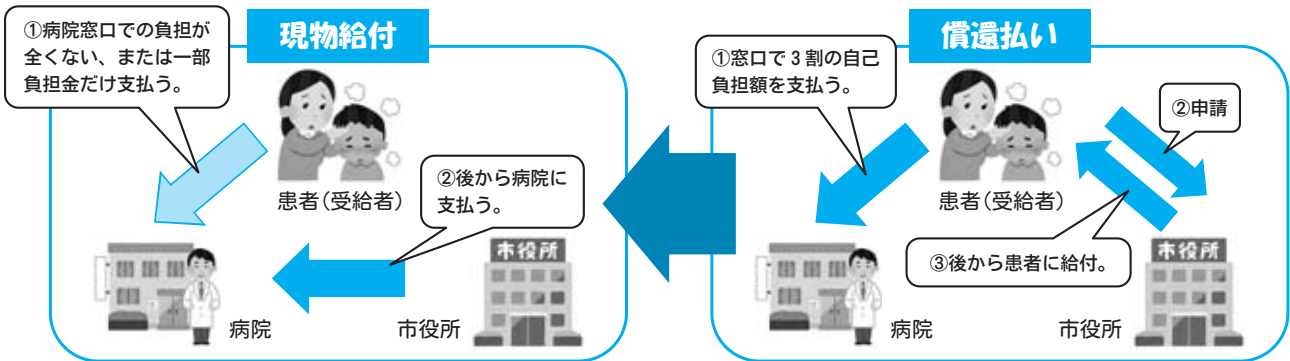 現物給付
①病院窓口での負担が
全くない、または一部
負担金だけ支払う。
患者（受給者）
②後から病院に
支払う。
病院
市役所
市役所
償還払い
①窓口で３割の自己
負担額を支払う。
②申請
患者（受給者）
③後から患者に給付。
病院
市役所
市役所